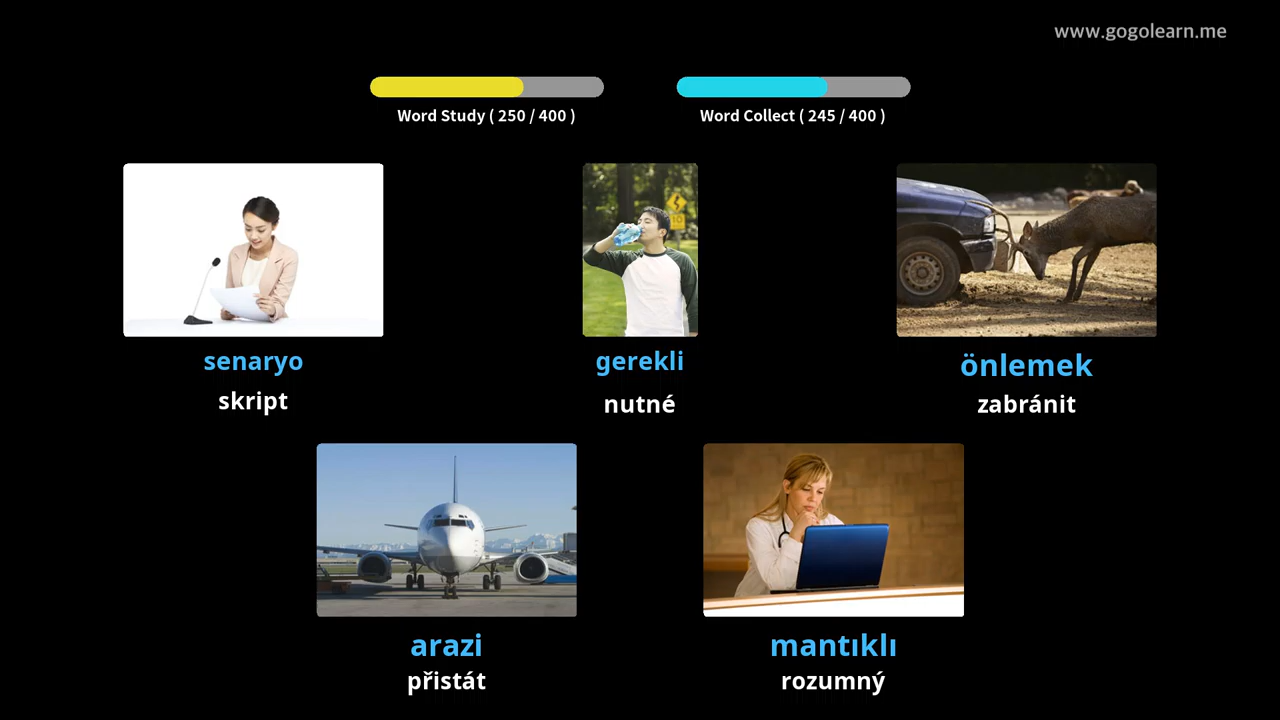 www.gogolearn.me
Word Study ( 250 / 400 )
Word Collect ( 245 / 400 )
senaryo
skript
gerekli
nutné
önlemek
zabránit
arazi
přistát
mantıklı
rozumný